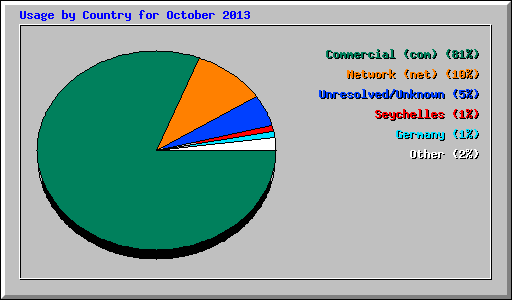 Usage by Country for October 2013
Commercial (com) (81%)
Network (net) (10%)
Unresolved/Unknown (5%)
Seychelles (1%)
Germany (1%)
Other (2%)